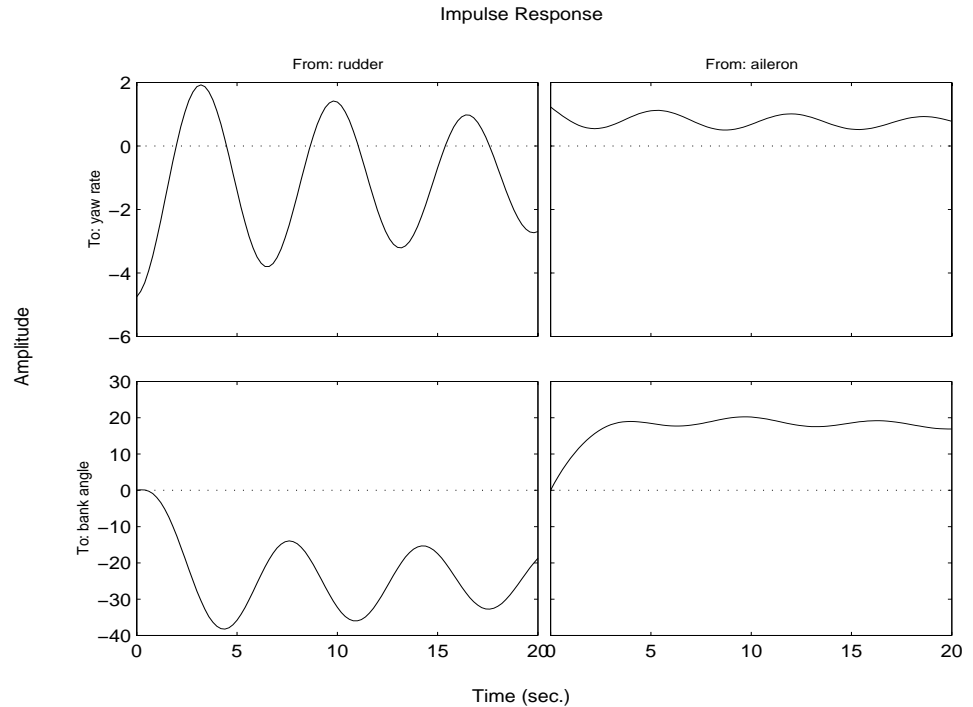 Impulse Response
From: rudder
From: aileron
Amplitude
To: yaw rate
2
0
−2
−4
−6
To: bank angle
30
20
10
0
−10
−20
−30
−40
0 5 10 15 20 0 5 10 15 20
Time (sec.)